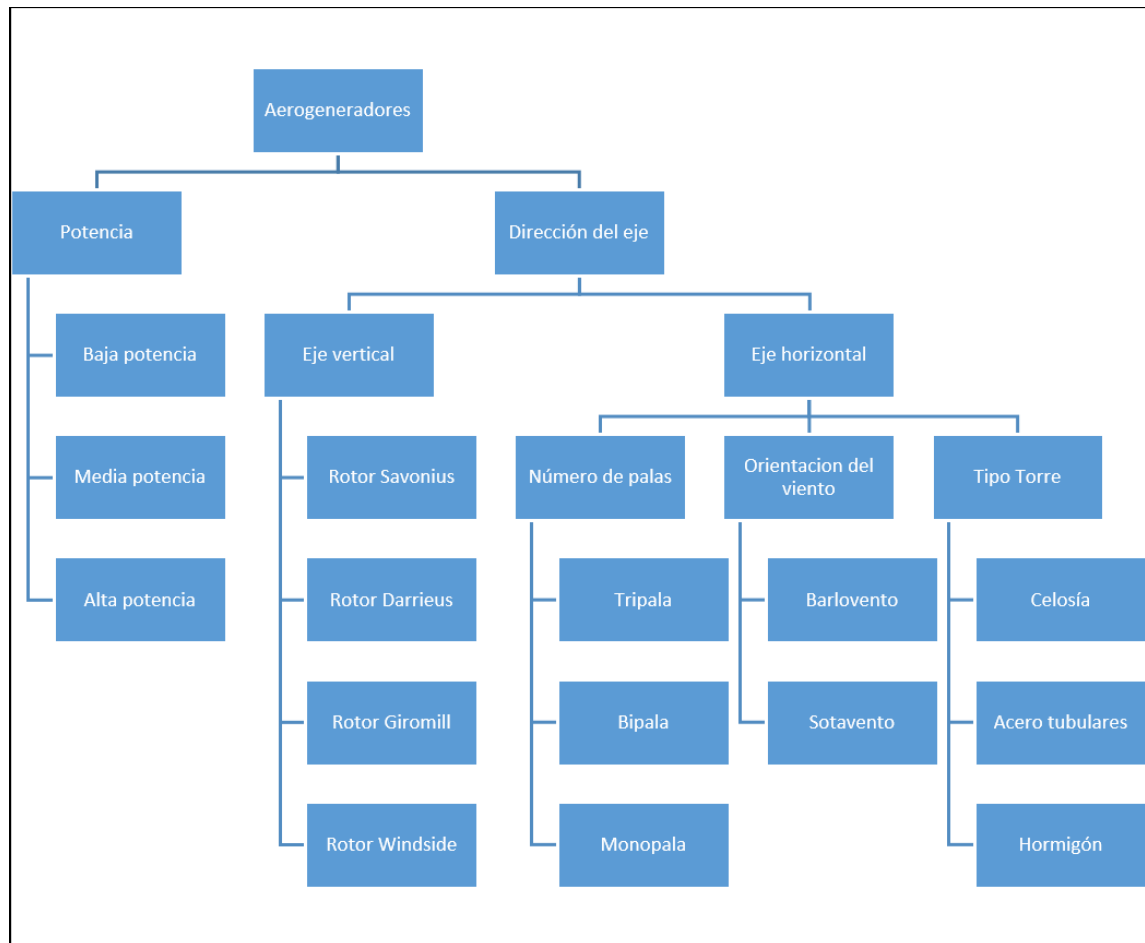 Aerogeneradores
Potencia
Dirección del eje
Baja potencia
Eje vertical
Eje horizontal
Media potencia
Rotor Savonius
Número de palas
Orientacion del
viento
Tipo Torre
Alta potencia
Rotor Darrieus
Tripala
Barlovento
Celosía
Rotor Giromill
Bipala
Sotavento
Acero tubulares
Rotor Windside
Monopala
Hormigón